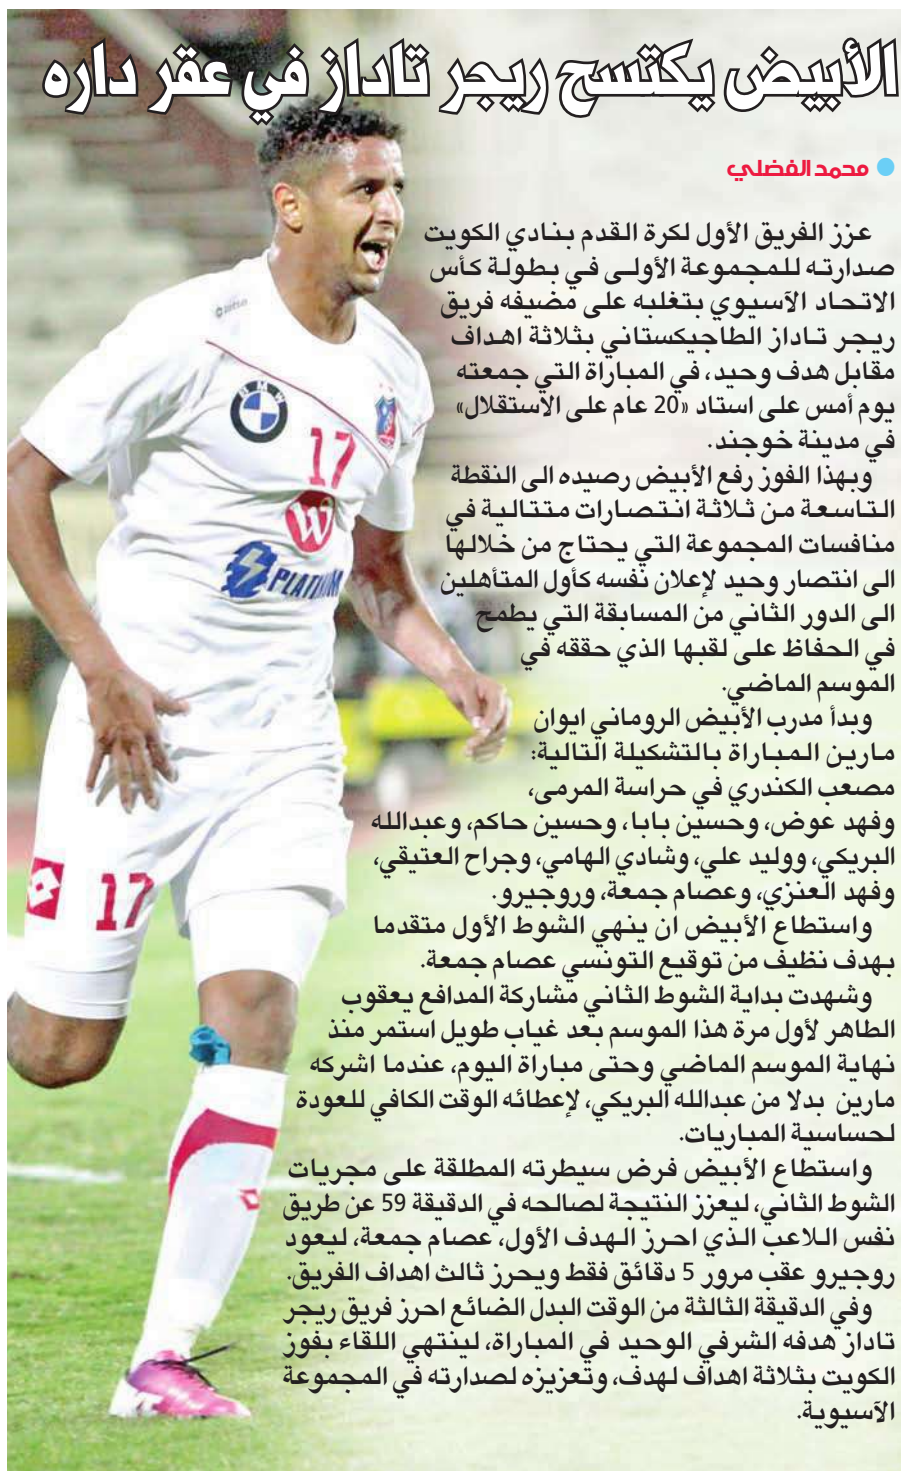 الأبيض يكتسح ريجر تاداز في عقر داره
محمد الفضلي
عزز الفريق الأول لكرة القدم بنادي الكويت
صدارته للمجموعة الأولى في بطولة كأس
الاتحاد الآسيوي بتغلبه على مضيفه فريق
ريجر تاداز الطاجيكستاني بثلاثة اهداف
مقابل هدف وحيد، في المباراة التي جمعته
يوم أمس على استاد «20 عام على الاستقلال»
في مدينة خوجند.
وبهذا الفوز رفع الأبيض رصيده الى النقطة
التاسعة من ثلاثة انتصارات متتالية في
منافسات المجموعة التي يحتاج من خلالها
الى انتصار وحيد لإعلان نفسه كأول المتأهلين
الى الدور الثاني من المسابقة التي يطمح
في الحفاظ على لقبها الذي حققه في
الموسم الماضي.
وبدأ مدرب الأبيض الروماني ايوان
مارين المباراة بالتشكيلة التالية:
مصعب الكندري في حراسة المرمى،
وفهد عوض، وحسين بابا، وحسين حاكم، وعبدالله
البريكي، ووليد علي، وشادي الهامي، وجراح العتيقي،
وفهد العنزي، وعصام جمعة، وروجيرو.
واستطاع الأبيض ان ينهي الشوط الأول متقدما
بهدف نظيف من توقيع التونسي عصام جمعة.
وشهدت بداية الشوط الثاني مشاركة المدافع يعقوب
الطاهر لأول مرة هذا الموسم بعد غياب طويل استمر منذ
نهاية الموسم الماضي وحتى مباراة اليوم، عندما اشركه
مارين بدلا من عبدالله البريكي، لإعطائه الوقت الكافي للعودة
لحساسية المباريات.
واستطاع الأبيض فرض سيطرته المطلقة على مجريات
الشوط الثاني، ليعزز النتيجة لصالحه في الدقيقة 59 عن طريق
نفس اللاعب الذي احرز الهدف الأول، عصام جمعة، ليعود
روجيرو عقب مرور 5 دقائق فقط ويحرز ثالث اهداف الفريق.
وفي الدقيقة الثالثة من الوقت البدل الضائع احرز فريق ريجر
تاداز هدفه الشرفي الوحيد في المباراة، لينتهي اللقاء بفوز
الكويت بثلاثة اهداف لهدف، وتعزيزه لصدارته في المجموعة
الآسيوية.
lotto
BMW
17
W
PLATINUM
17